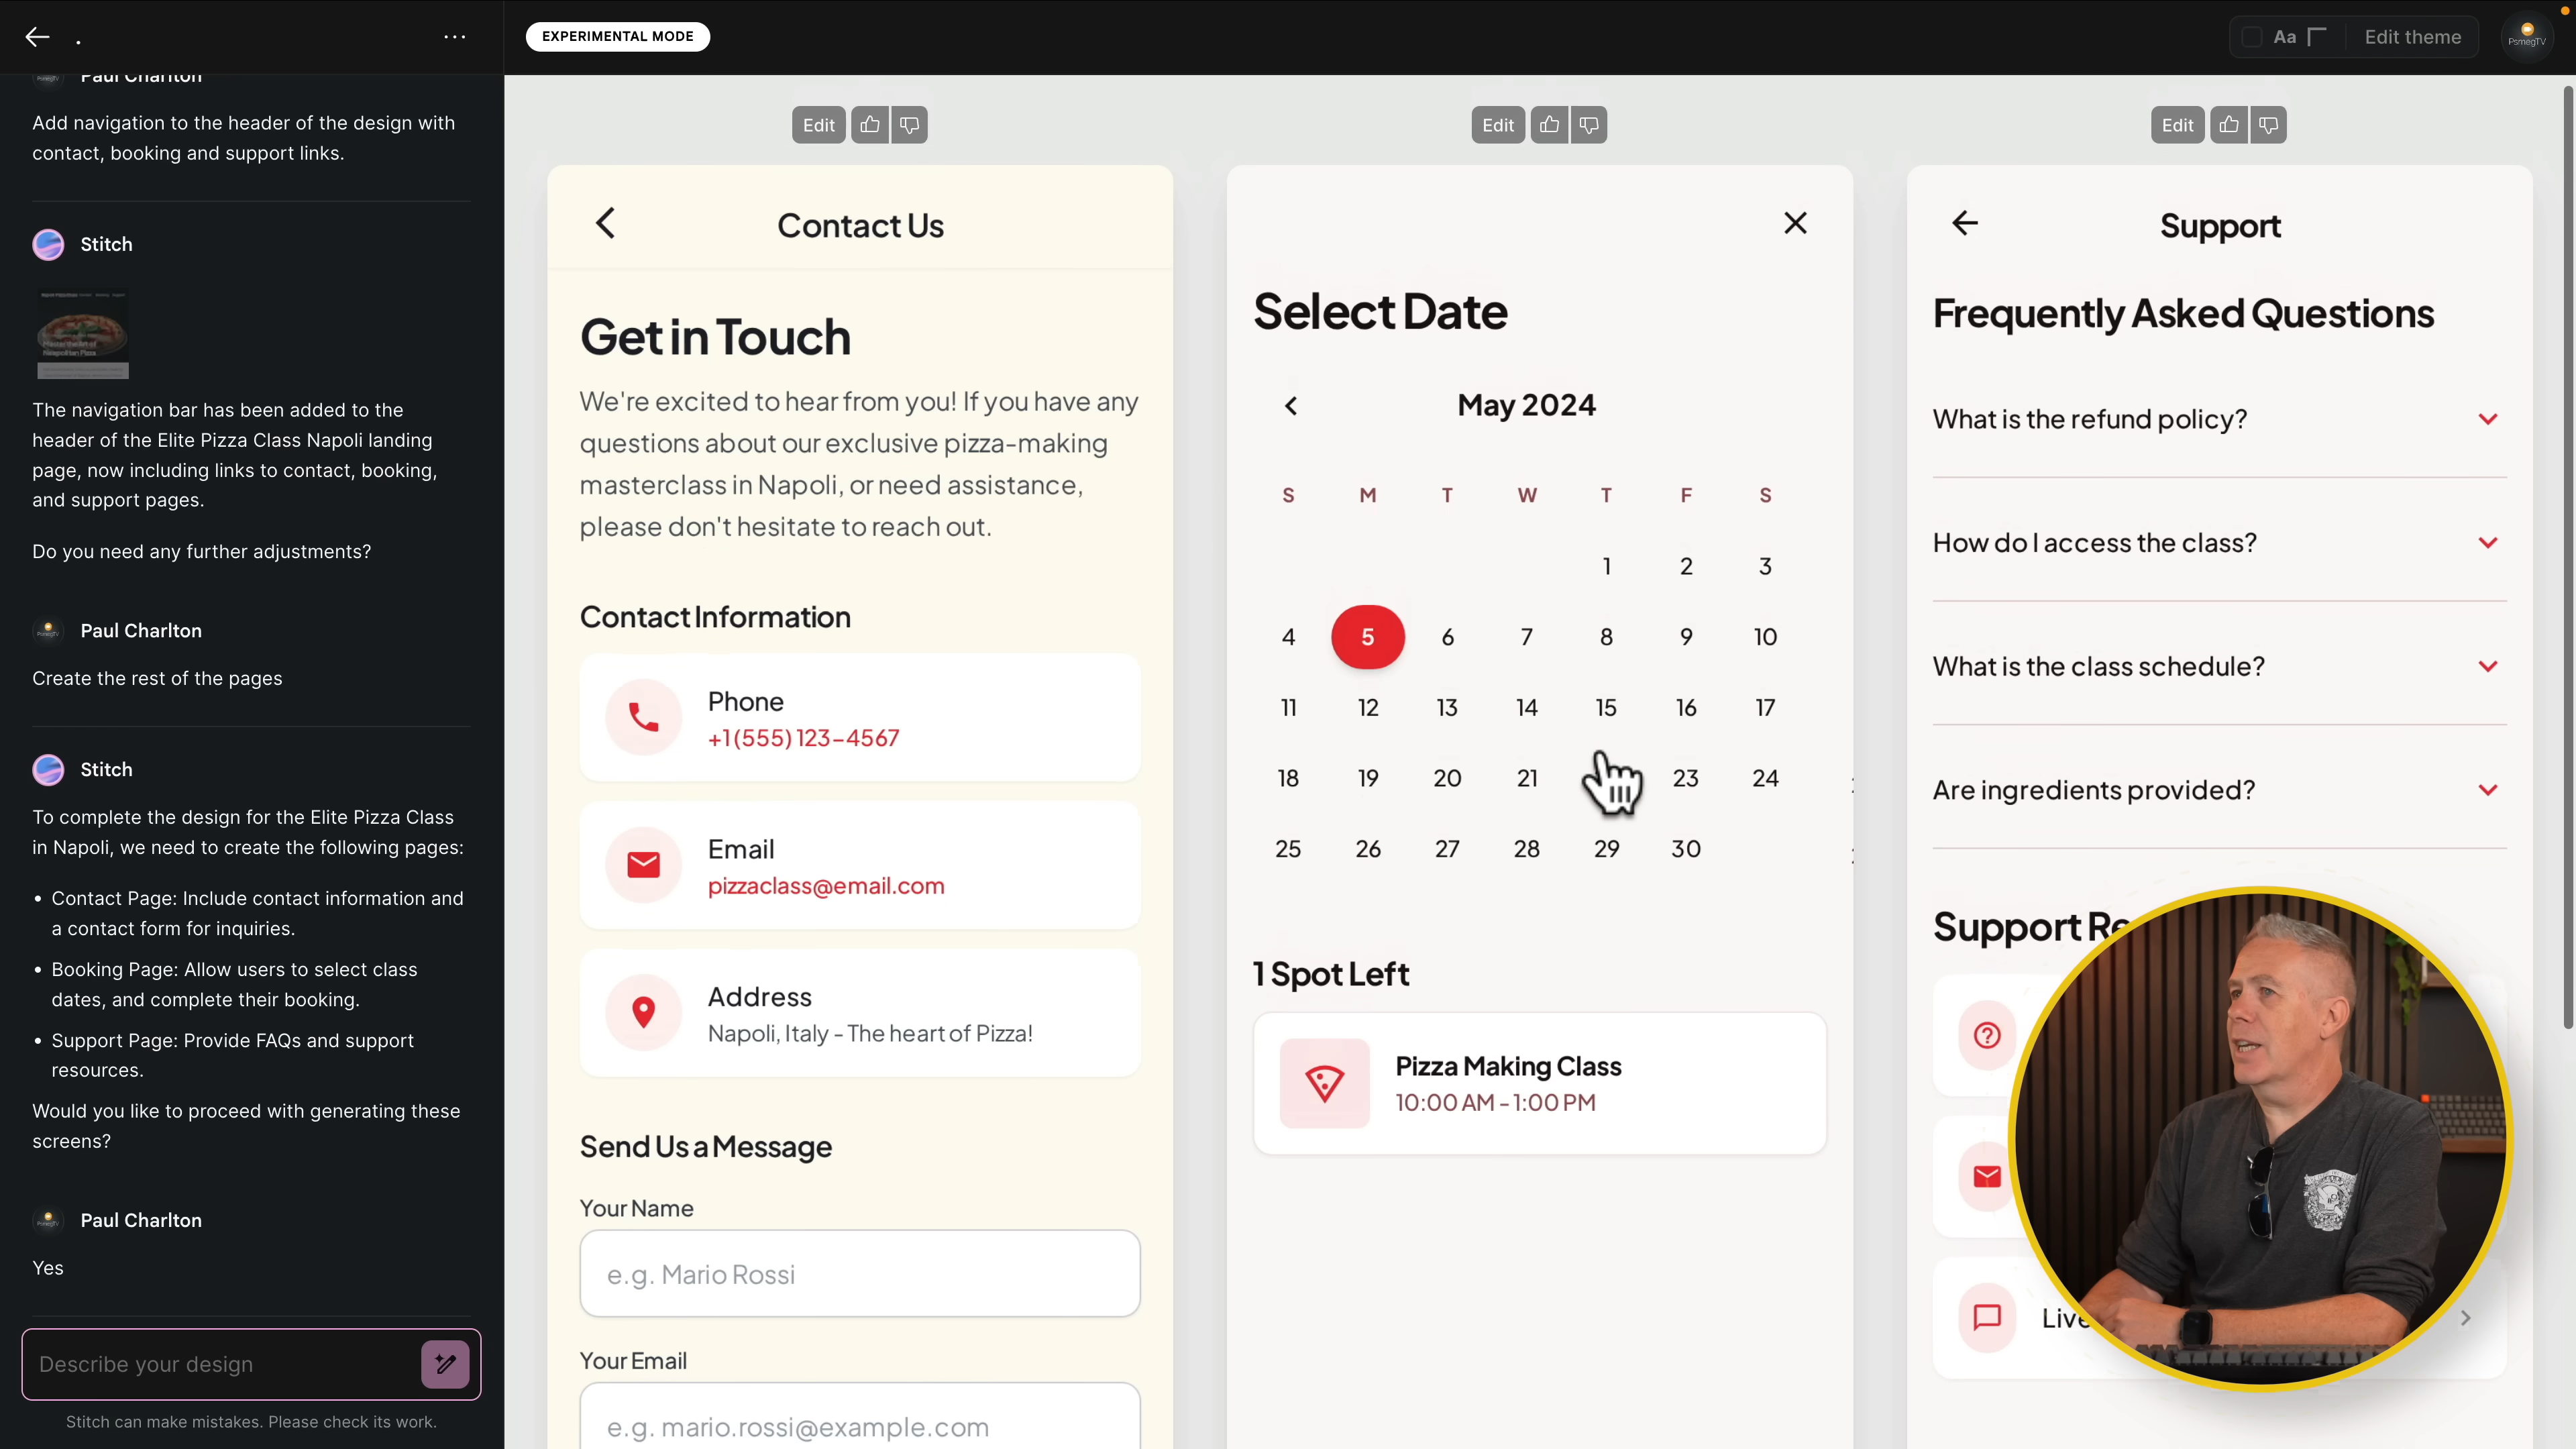 .
EXPERIMENTAL MODE
Aa
Edit theme
PsmegTV
Paul Charlton
Add navigation to the header of the design with
contact, booking and support links.
Stitch
The navigation bar has been added to the
header of the Elite Pizza Class Napoli landing
page, now including links to contact, booking,
and support pages.
Do you need any further adjustments?
Paul Charlton
Create the rest of the pages
Stitch
To complete the design for the Elite Pizza Class
in Napoli, we need to create the following pages:
• Contact Page: Include contact information and
a contact form for inquiries.
• Booking Page: Allow users to select class
dates, and complete their booking.
• Support Page: Provide FAQs and support
resources.
Would you like to proceed with generating these
screens?
Paul Charlton
Yes
Describe your design
Stitch can make mistakes. Please check its work.
Edit
Contact Us
Get in Touch
We're excited to hear from you! If you have any
questions about our exclusive pizza-making
masterclass in Napoli, or need assistance,
please don't hesitate to reach out.
Contact Information
Phone
+1 (555) 123-4567
Email
pizzaclass@email.com
Address
Napoli, Italy - The heart of Pizza!
Send Us a Message
Your Name
e.g. Mario Rossi
Your Email
e.g. mario.rossi@example.com
Edit
Select Date
May 2024
S M T W T F S
1 2 3
4 5 6 7 8 9 10
11 12 13 14 15 16 17
18 19 20 21 23 24
25 26 27 28 29 30
1 Spot Left
Pizza Making Class
10:00 AM - 1:00 PM
Edit
Support
Frequently Asked Questions
What is the refund policy?
How do I access the class?
What is the class schedule?
Are ingredients provided?
Support Re
Live